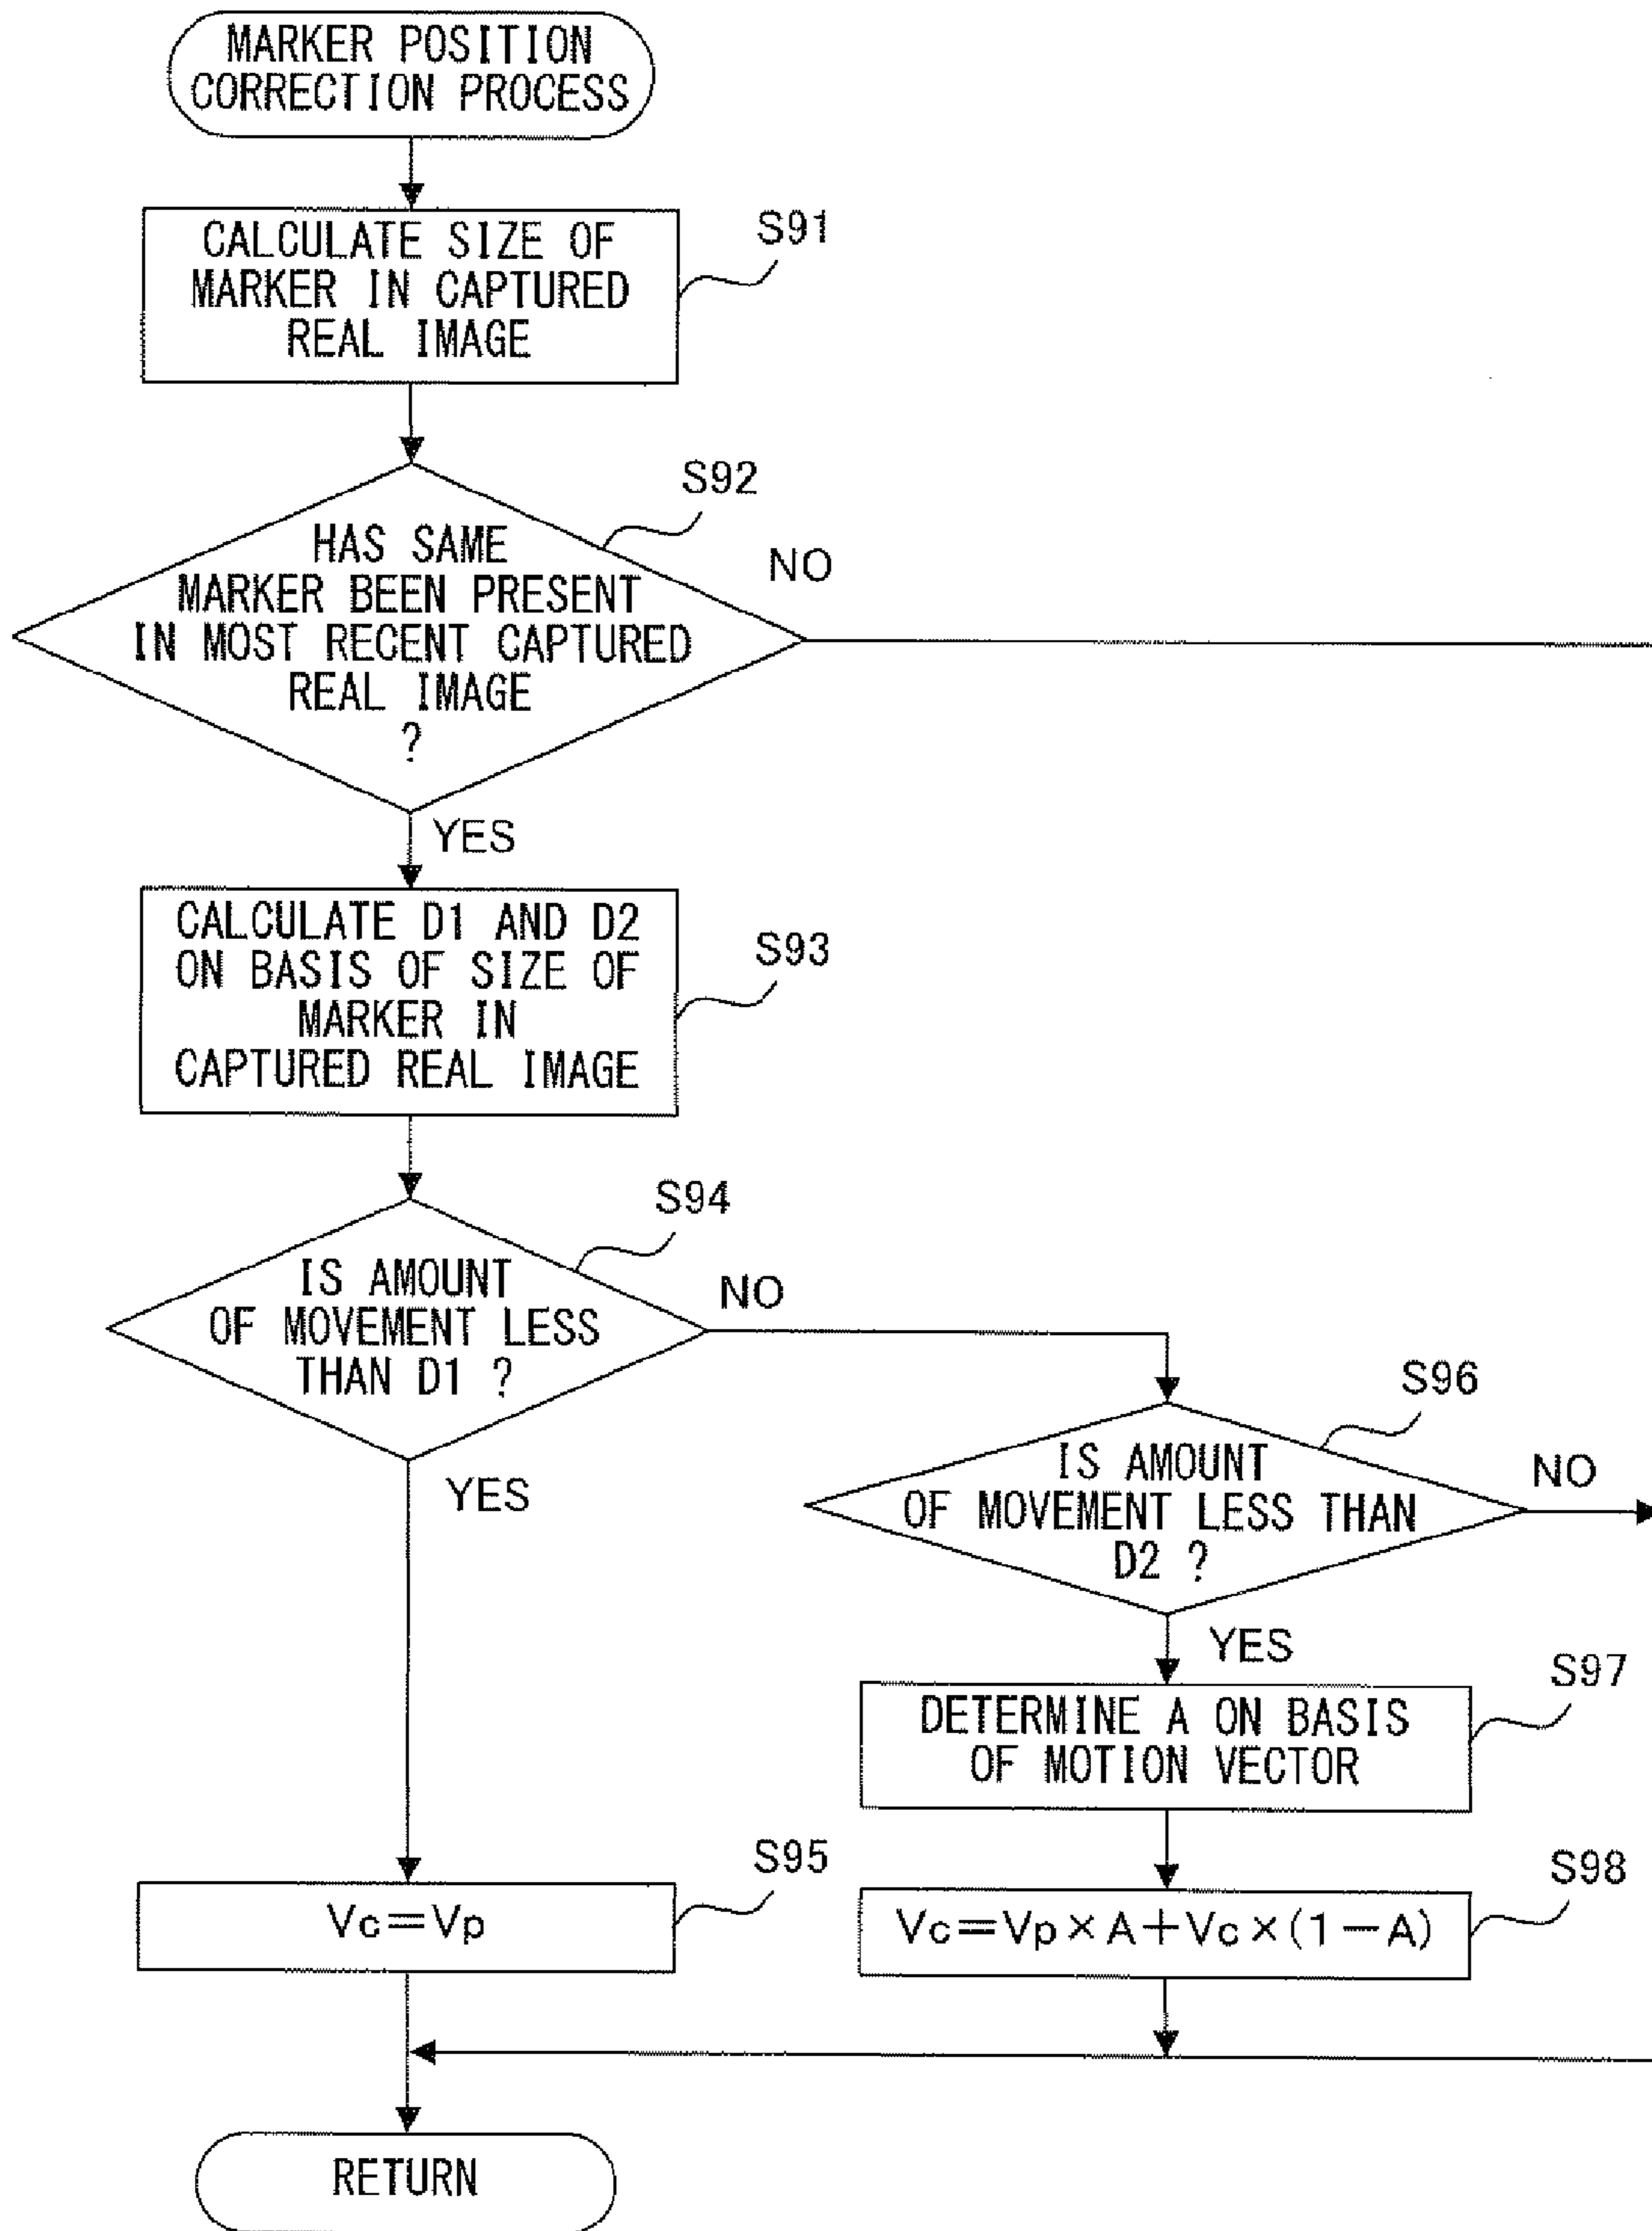 MARKER POSITION
CORRECTION PROCESS
CALCULATE SIZE OF
MARKER IN CAPTURED
REAL IMAGE
S91
HAS SAME
MARKER BEEN PRESENT
IN MOST RECENT CAPTURED
REAL IMAGE
?
S92
NO
YES
CALCULATE D1 AND D2
ON BASIS OF SIZE OF
MARKER IN
CAPTURED REAL IMAGE
S93
IS AMOUNT
OF MOVEMENT LESS
THAN D1 ?
S94
NO
YES
IS AMOUNT
OF MOVEMENT LESS THAN
D2 ?
S96
NO
YES
DETERMINE A ON BASIS
OF MOTION VECTOR
S97
Vc=Vp
S95
Vc=Vp×A+Vc×(1-A)
S98
RETURN